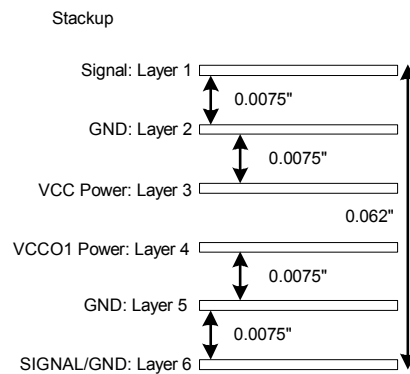 Stackup
Signal: Layer 1
0.0075"
GND: Layer 2
0.0075"
VCC Power: Layer 3
0.062"
VCCO1 Power: Layer 4
0.0075"
GND: Layer 5
0.0075"
SIGNAL/GND: Layer 6